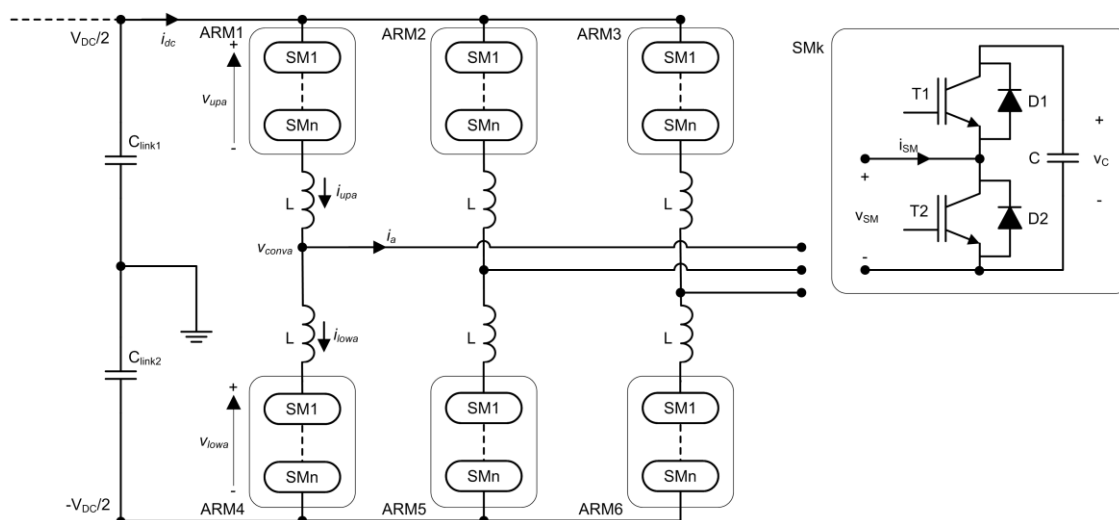 V_DC/2
i_dc
ARM1
ARM2
ARM3
SM1
SM1
SM1
v_upa
+
-
SMn
SMn
SMn
C_link1
L
i_upa
L
L
v_conva
i_a
L
i_lowa
L
L
C_link2
+
v_lowa
-
SM1
SM1
SM1
SMn
SMn
SMn
-V_DC/2
ARM4
ARM5
ARM6
SMk
T1
D1
i_SM
C
+
v_C
-
+
v_SM
-
T2
D2